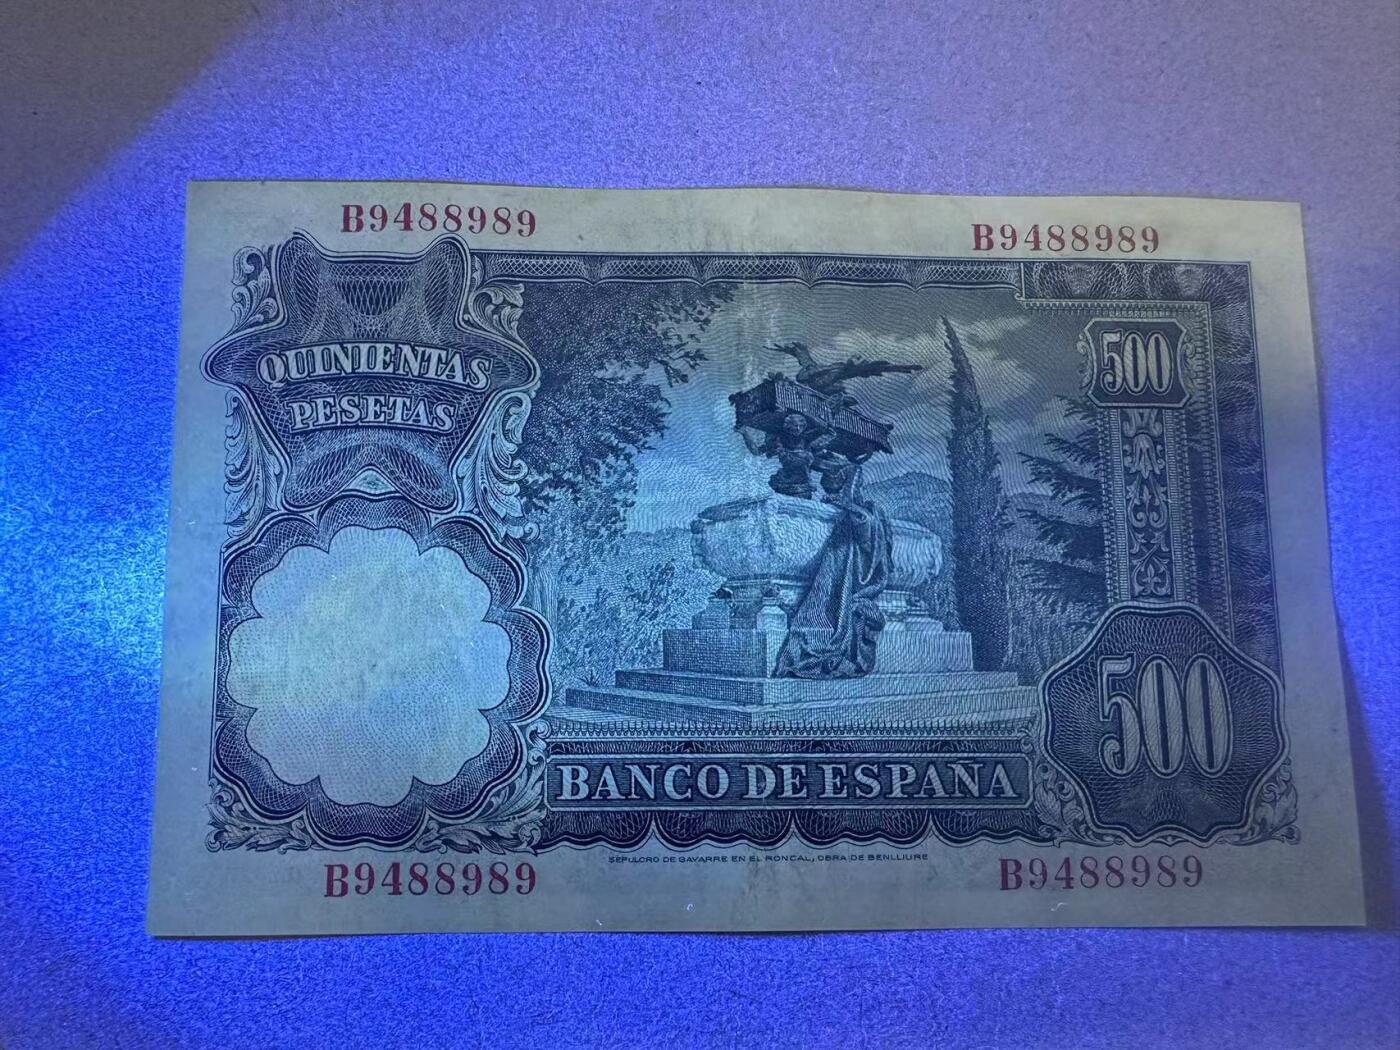 B9488989
B9488989
QUINIENTAS
PESETAS
500
500
BANCO DE ESPAÑA
SEPULCRO DE GAYARRE EN EL RONCAL, OBRA DE BENLLIURE
B9488989
B9488989